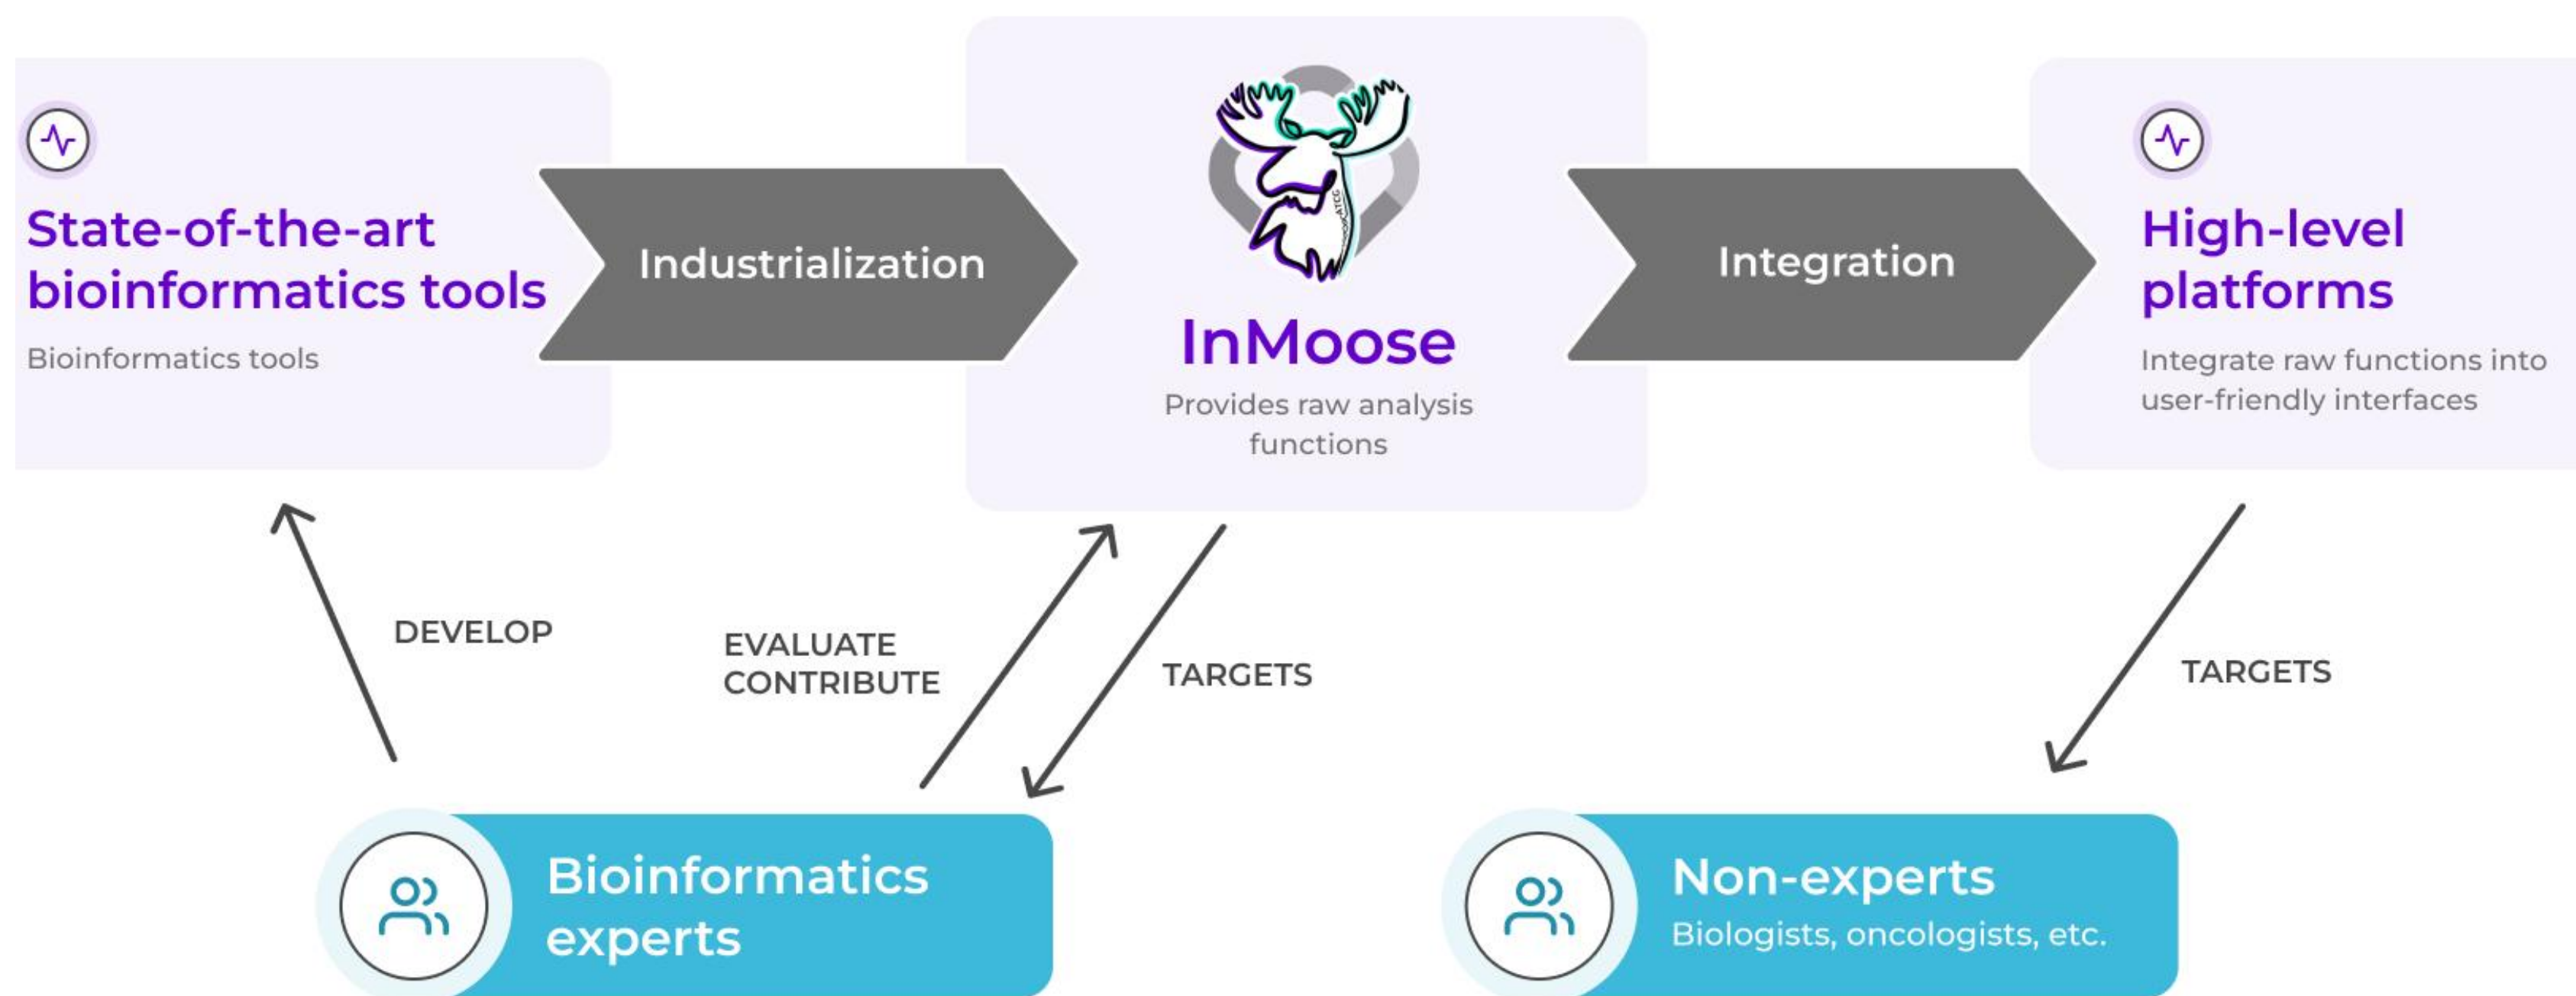 State-of-the-art
bioinformatics tools
Bioinformatics tools
Industrialization
ATCG
InMoose
Provides raw analysis
functions
Integration
High-level
platforms
Integrate raw functions into
user-friendly interfaces
DEVELOP
EVALUATE
CONTRIBUTE
TARGETS
TARGETS
Bioinformatics
experts
Non-experts
Biologists, oncologists, etc.